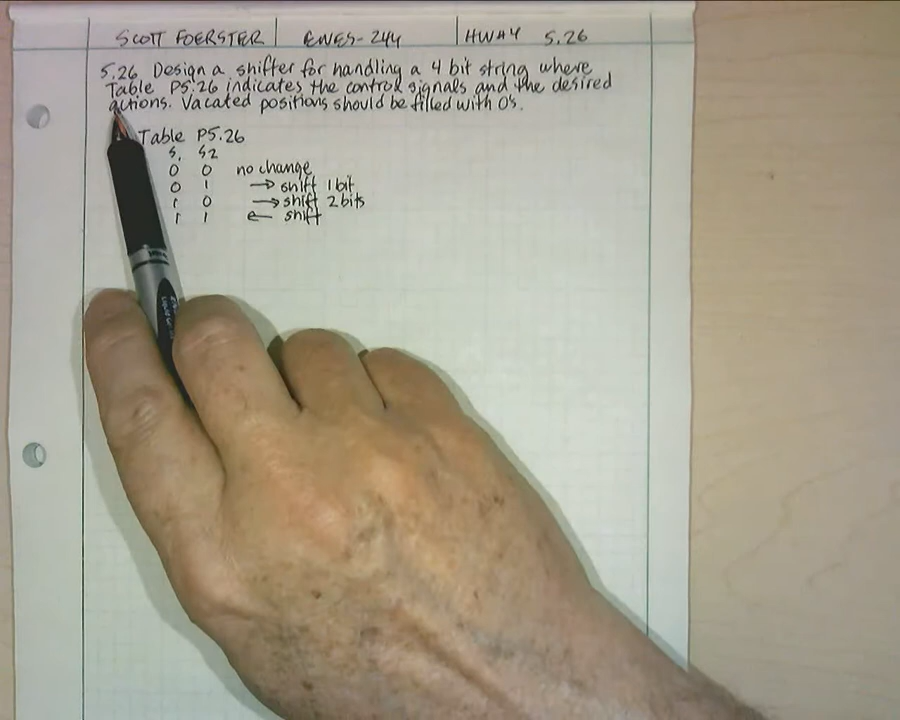 SCOTT FOERSTER ENES-244 HW#4 5.26
5.26 Design a shifter for handling a 4 bit string where
Table P5.26 indicates the control signals and the desired
actions. Vacated positions should be filled with 0's.
Table P5.26
S1 S2
0 0 no change
0 1 → shift 1 bit
1 0 → shift 2 bits
1 1 ← shift